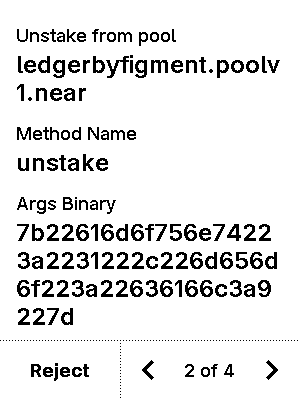 Unstake from pool
ledgerbyfigment.poolv
1.near
Method Name
unstake
Args Binary
7b22616d6f756e7422
3a2231222c226d656d
6f223a22636166c3a9
227d
Reject
2 of 4